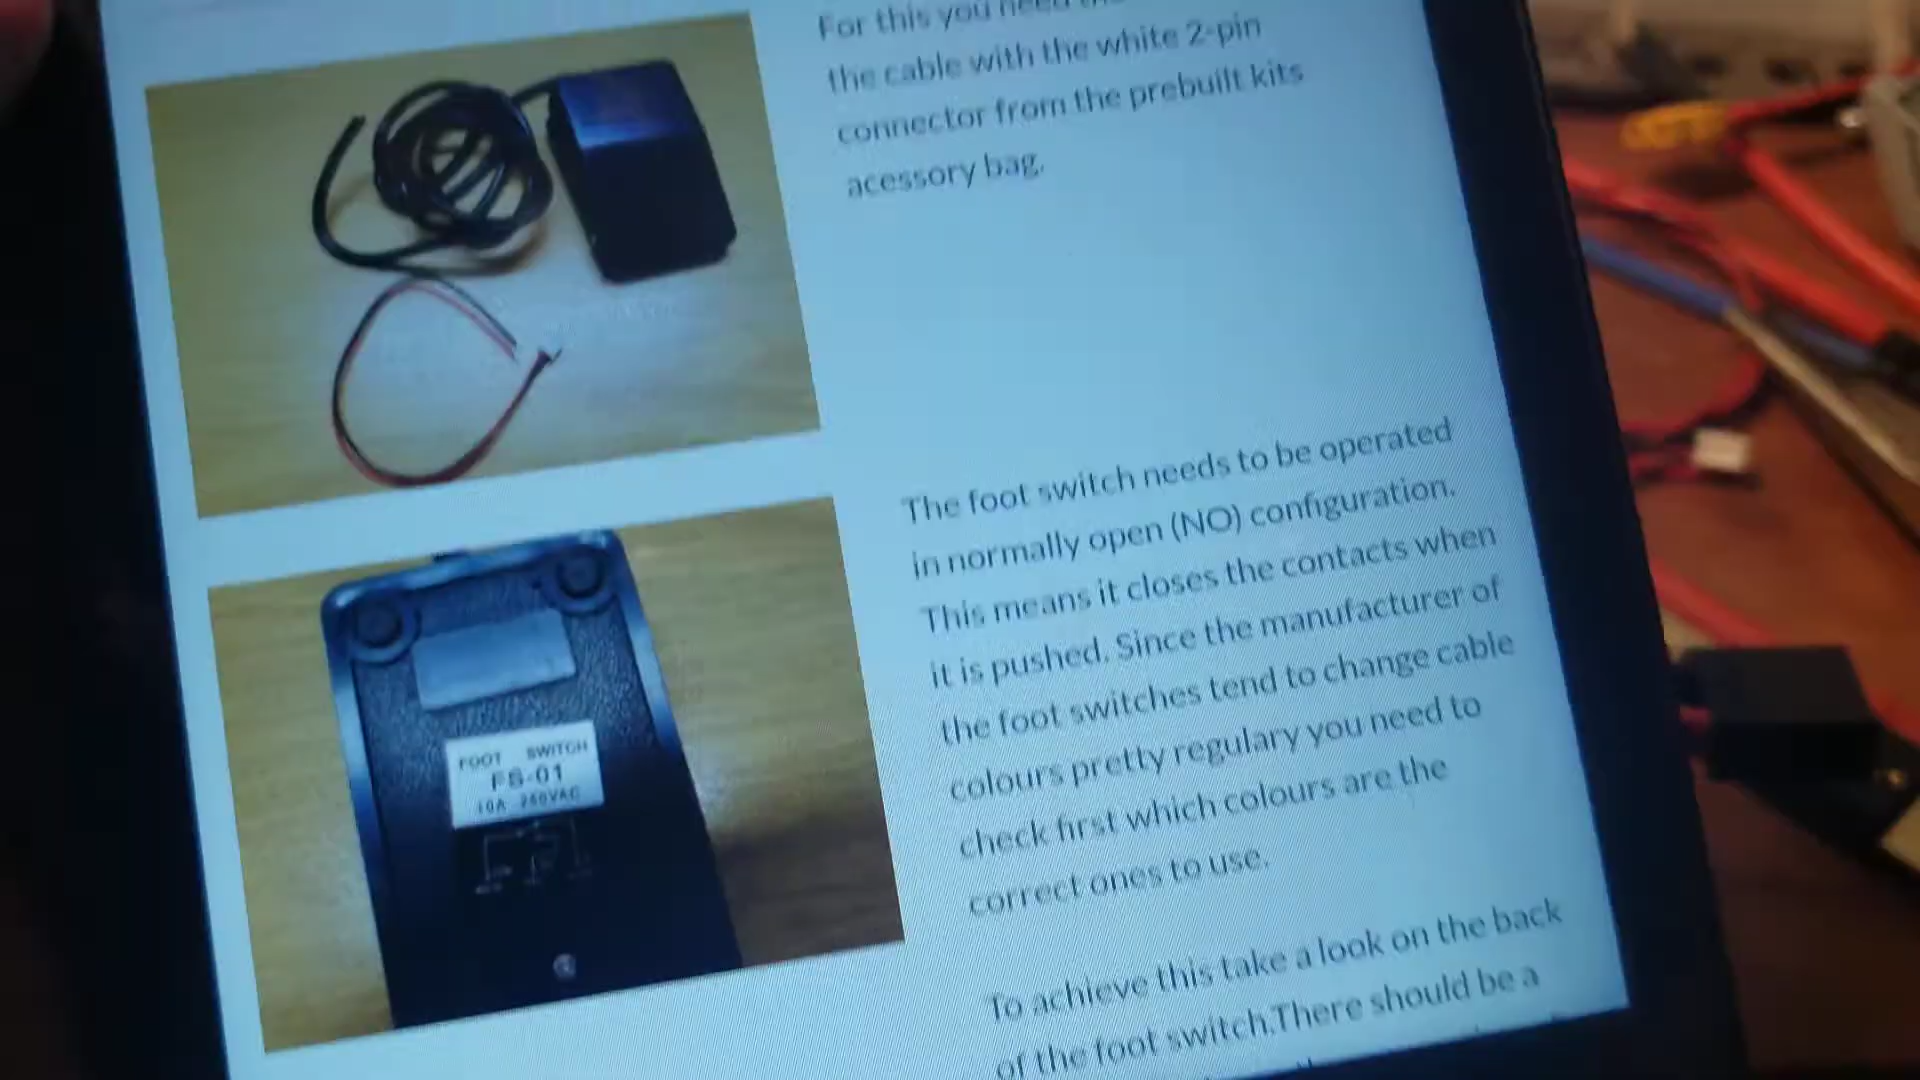 For this you need
the cable with the white 2-pin
connector from the prebuilt kits
acessory bag.
The foot switch needs to be operated
in normally open (NO) configuration.
This means it closes the contacts when
it is pushed. Since the manufacturer of
the foot switches tend to change cable
colours pretty regulary you need to
check first which colours are the
correct ones to use.
To achieve this take a look on the back
of the foot switch.There should be a
FOOT SWITCH
FS-01
10A 250VAC